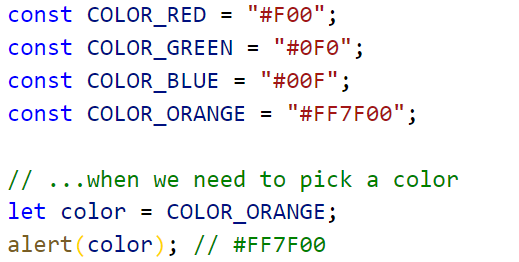 const COLOR_RED = "#F00";
const COLOR_GREEN = "#0F0";
const COLOR_BLUE = "#00F";
const COLOR_ORANGE = "#FF7F00";

// ...when we need to pick a color
let color = COLOR_ORANGE;
alert(color); // #FF7F00